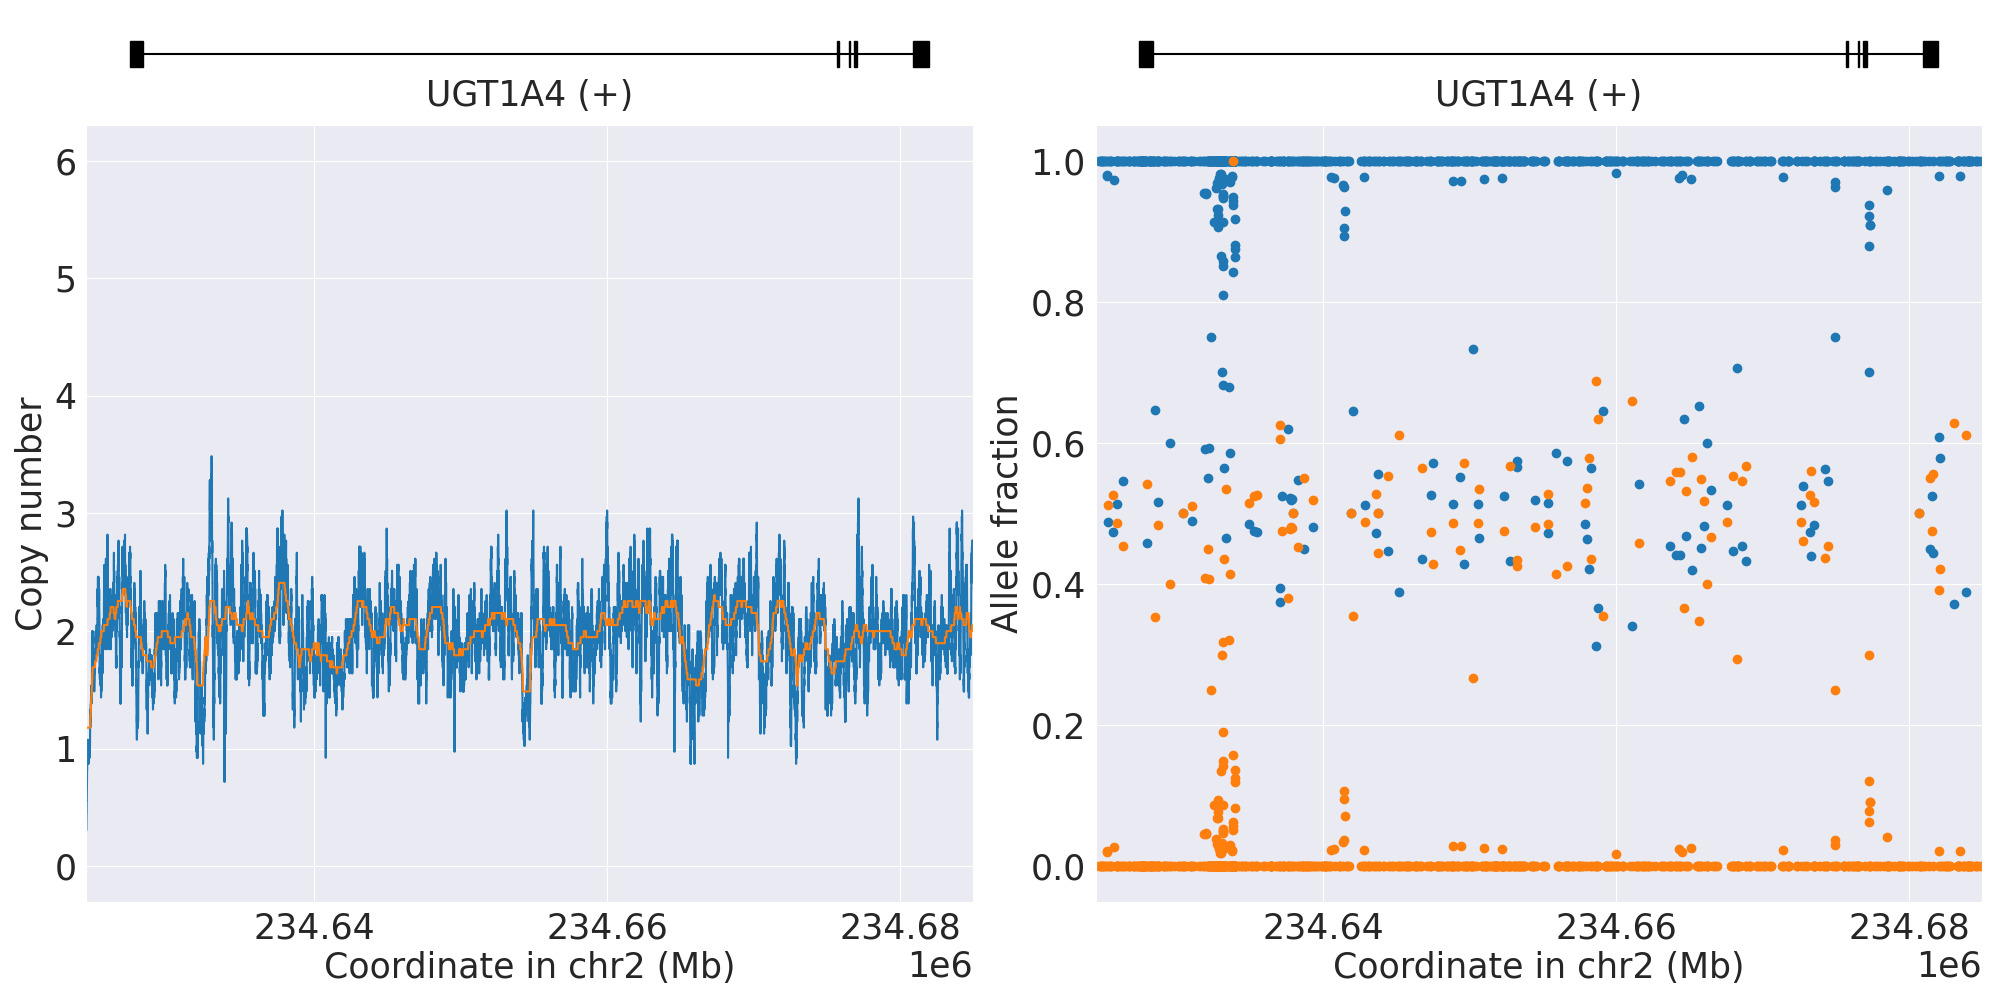 UGT1A4 (+)
6
5
4
3
2
1
0
Copy number
234.64 234.66 234.68
Coordinate in chr2 (Mb)
1e6
UGT1A4 (+)
1.0
0.8
0.6
0.4
0.2
0.0
Allele fraction
234.64 234.66 234.68
Coordinate in chr2 (Mb)
1e6